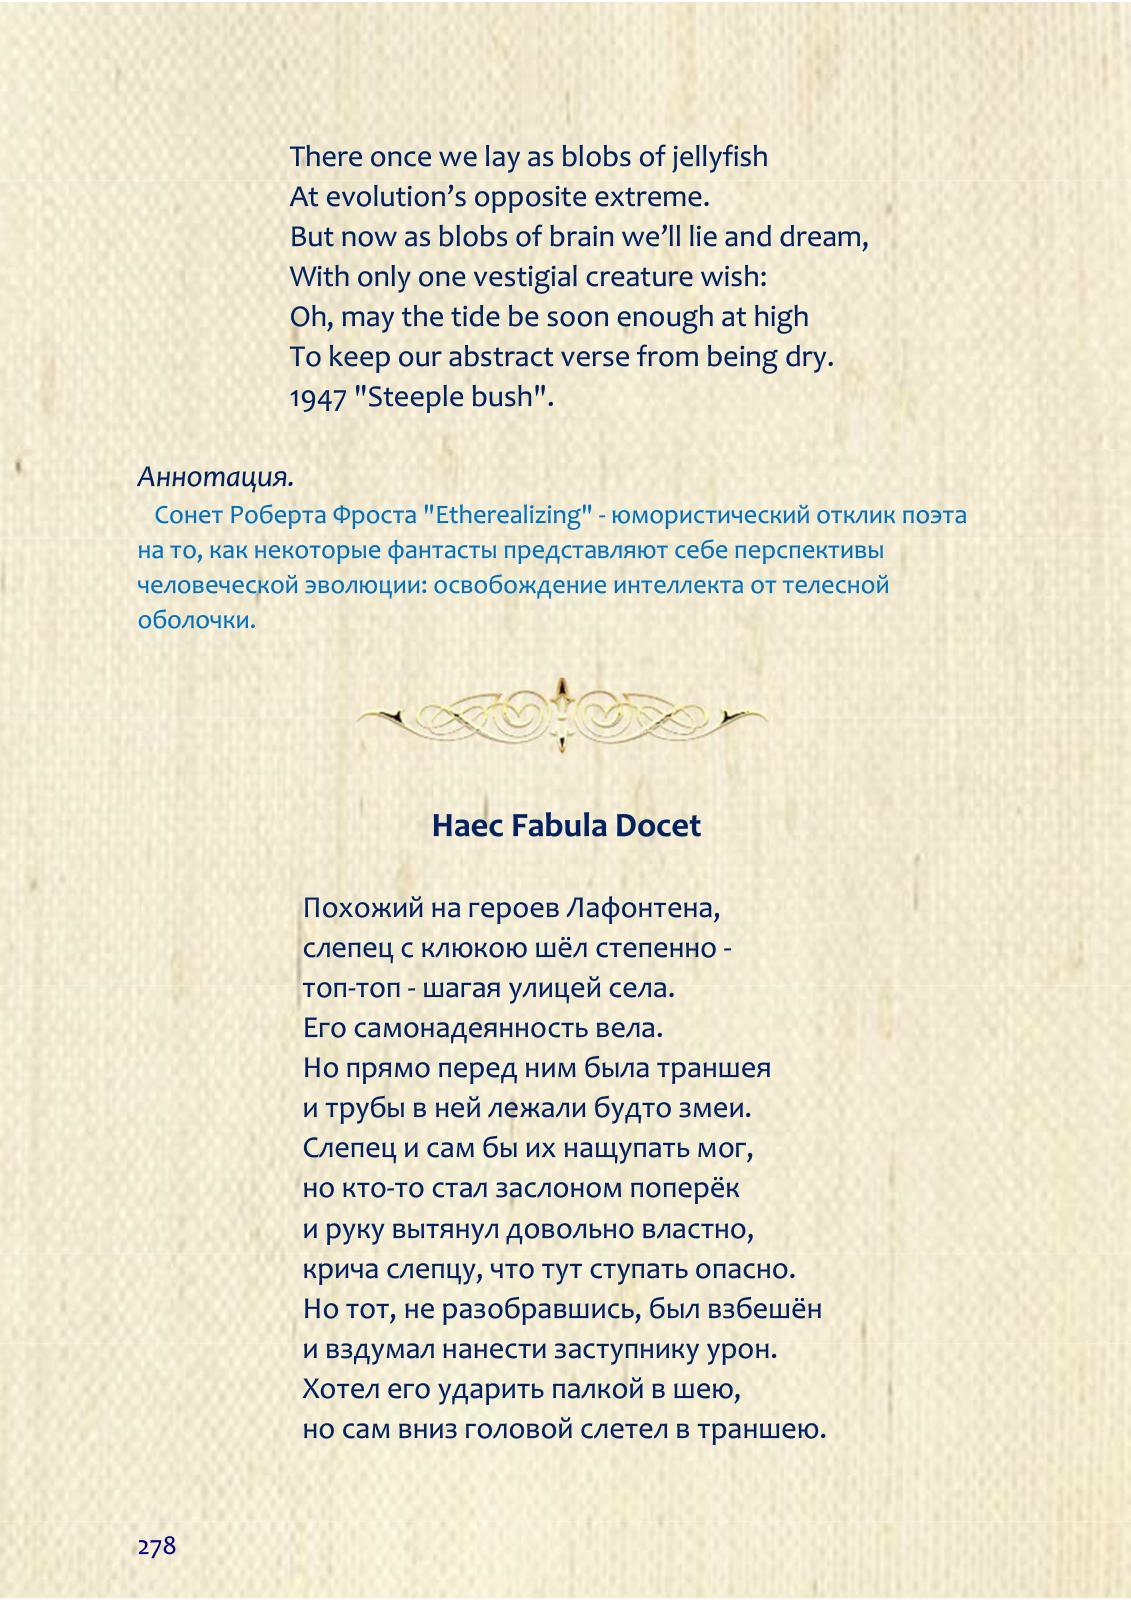 There once we lay as blobs of jellyfish
At evolution’s opposite extreme.
But now as blobs of brain we’ll lie and dream,
With only one vestigial creature wish:
Oh, may the tide be soon enough at high
To keep our abstract verse from being dry.
1947 "Steeple bush".
Аннотация.
Сонет Роберта Фроста "Etherealizing" - юмористический отклик поэта
на то, как некоторые фантасты представляют себе перспективы
человеческой эволюции: освобождение интеллекта от телесной
оболочки.
Haec Fabula Docet
Похожий на героев Лафонтена,
слепец с клюкою шёл степенно -
топ-топ - шагая улицей села.
Его самонадеянность вела.
Но прямо перед ним была траншея
и трубы в ней лежали будто змеи.
Слепец и сам бы их нащупать мог,
но кто-то стал заслоном поперёк
и руку вытянул довольно властно,
крича слепцу, что тут ступать опасно.
Но тот, не разобравшись, был взбешён
и вздумал нанести заступнику урон.
Хотел его ударить палкой в шею,
но сам вниз головой слетел в траншею.
278